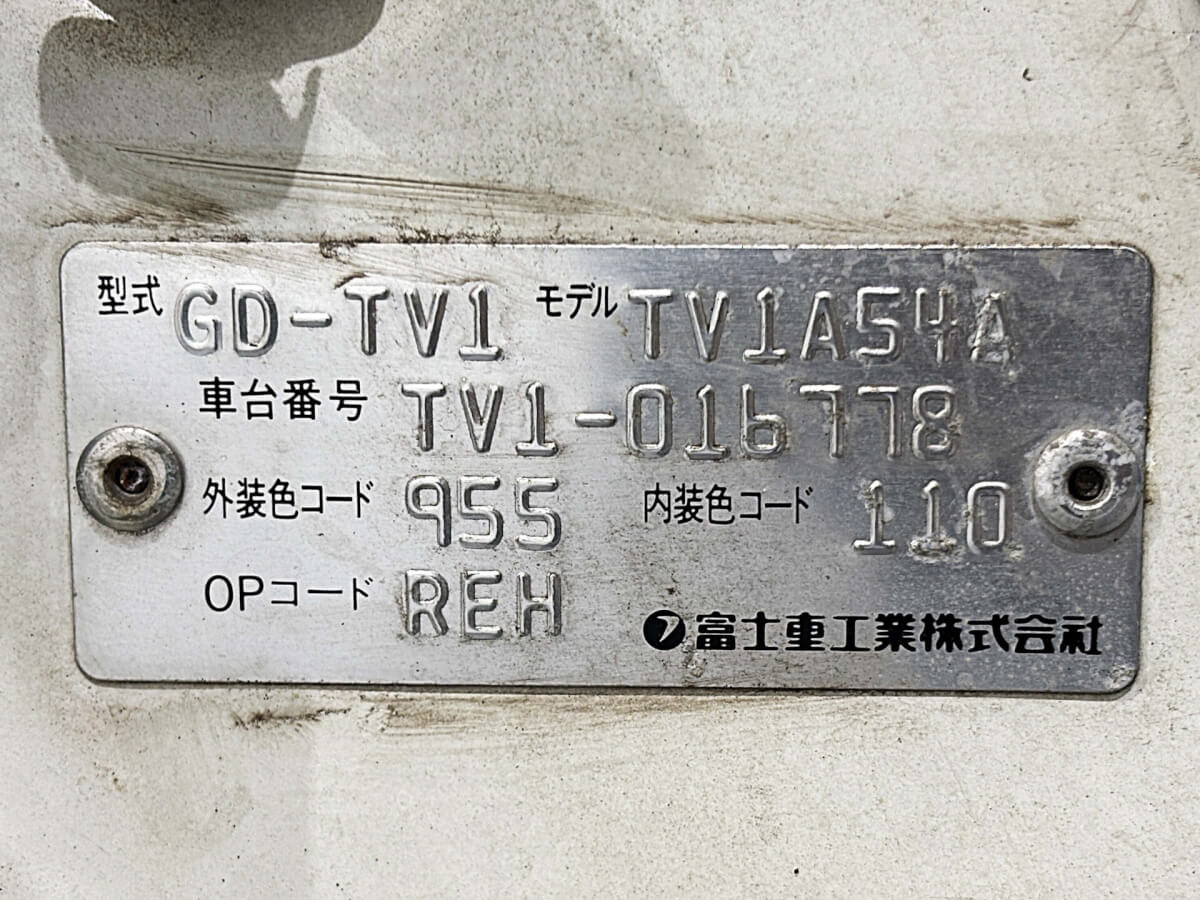 型式 GD-TV1 モデル TV1A54A
車台番号 TV1-016778
外装色コード 955 内装色コード 110
OPコード REH
富士重工業株式会社